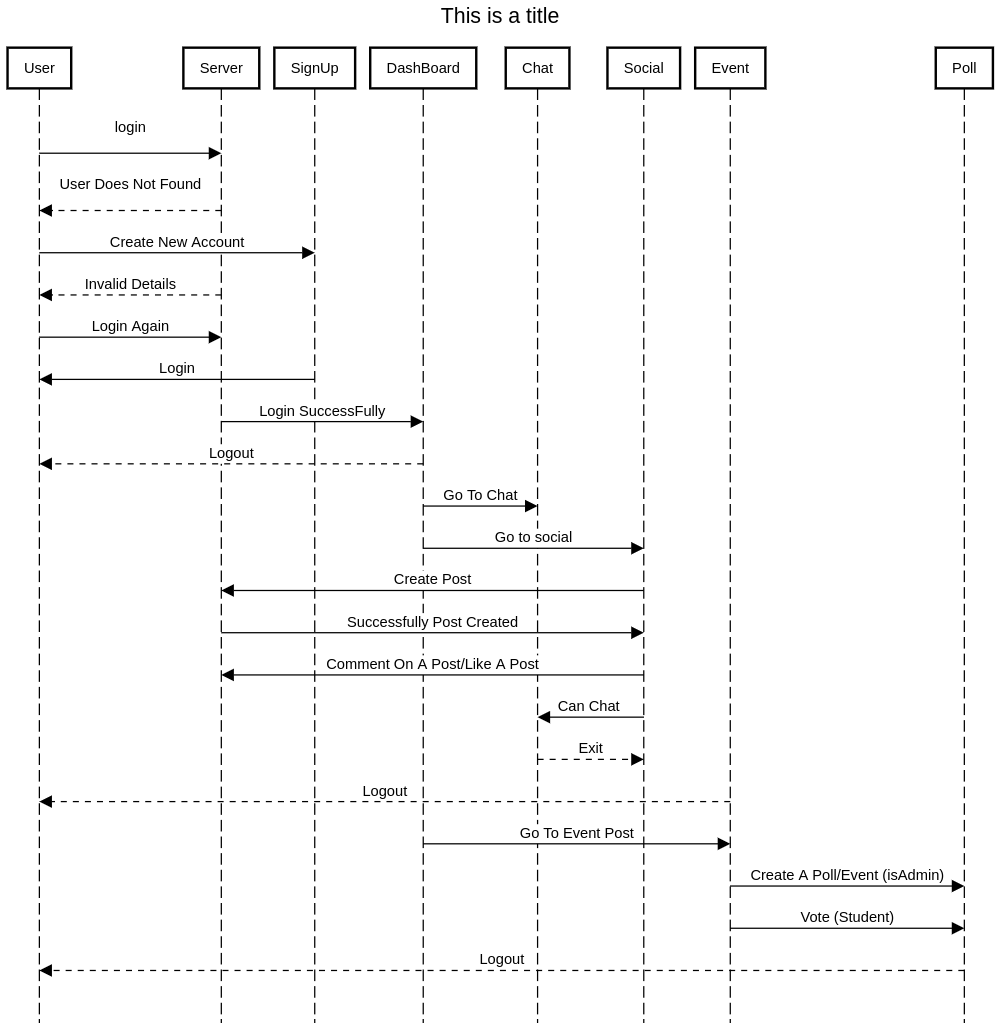 This is a title
User
Server
SignUp
DashBoard
Chat
Social
Event
Poll
login
User Does Not Found
Create New Account
Invalid Details
Login Again
Login
Login SuccessFully
Logout
Go To Chat
Go to social
Create Post
Successfully Post Created
Comment On A Post/Like A Post
Can Chat
Exit
Logout
Go To Event Post
Create A Poll/Event (isAdmin)
Vote (Student)
Logout